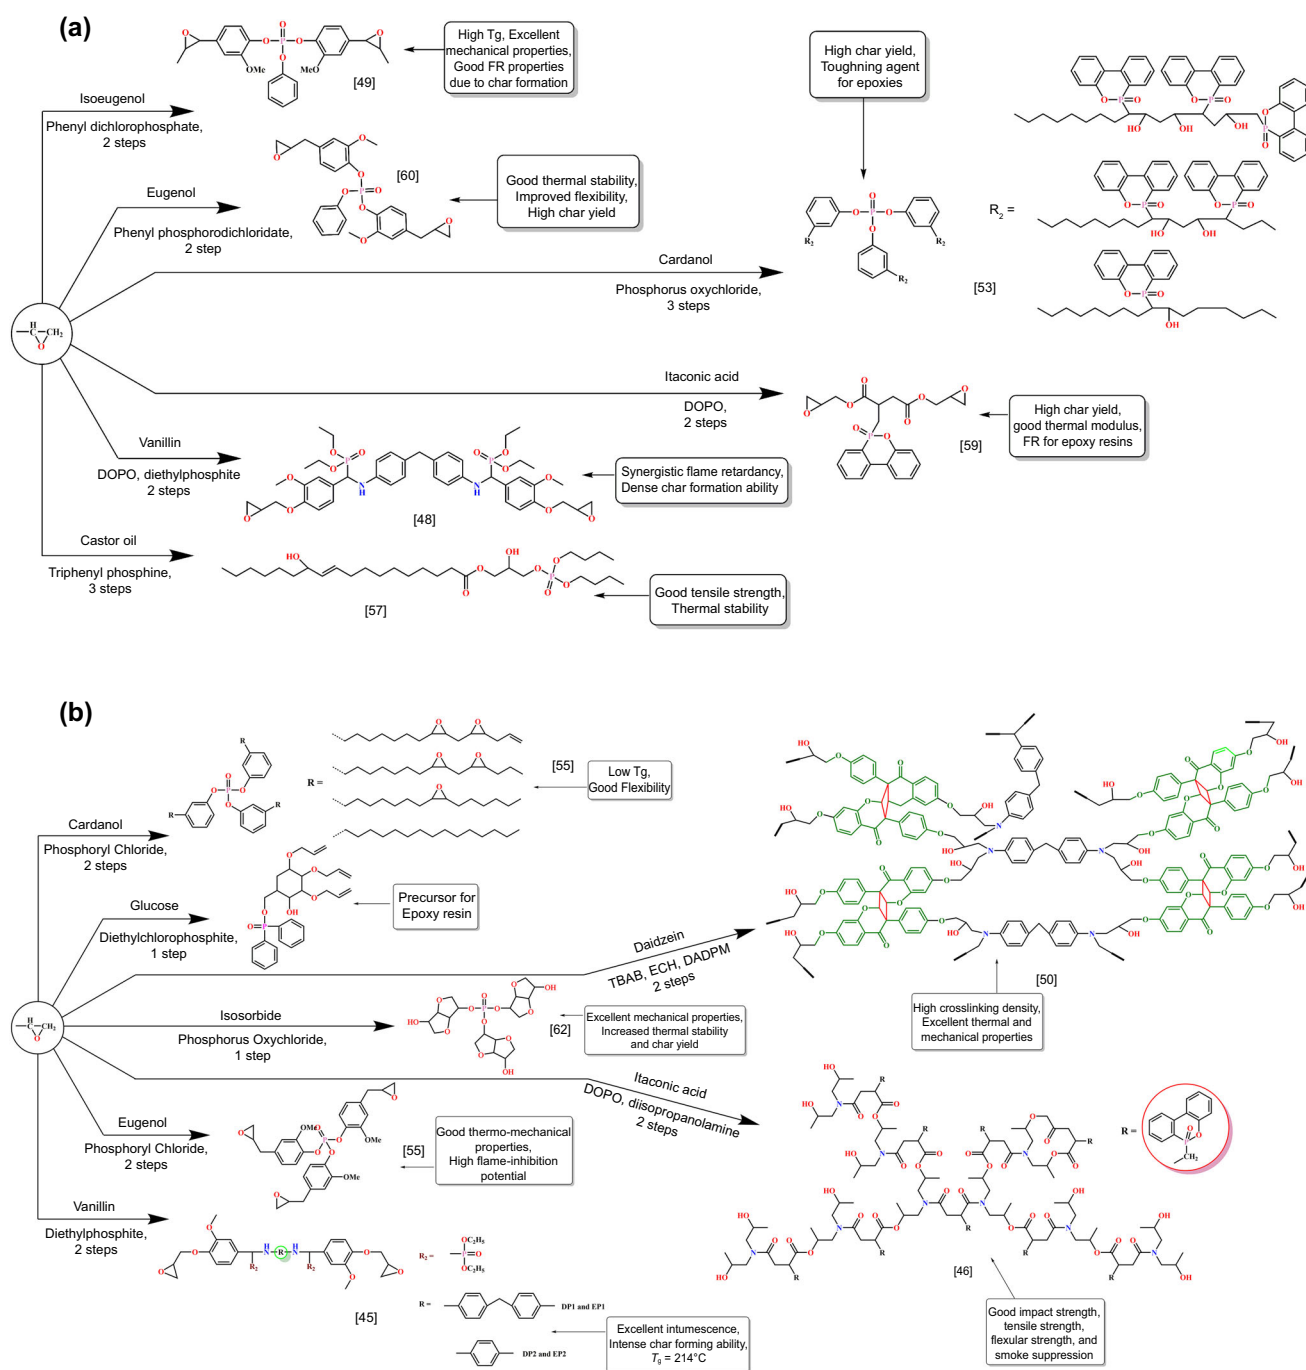 (a)
High Tg, Excellent
mechanical properties,
Good FR properties
due to char formation
[49]
Isoeugenol
Phenyl dichlorophosphate,
2 steps
High char yield,
Toughning agent
for epoxies
[60]
Eugenol
Phenyl phosphorodichloridate,
2 step
Good thermal stability,
Improved flexibility,
High char yield
R2 =
Cardanol
Phosphorus oxychloride,
3 steps
[53]
Itaconic acid
DOPO,
2 steps
High char yield,
good thermal modulus,
FR for epoxy resins
[59]
Vanillin
DOPO, diethylphosphite
2 steps
Synergistic flame retardancy,
Dense char formation ability
[48]
Castor oil
Triphenyl phosphine,
3 steps
[57]
Good tensile strength,
Thermal stability
(b)
R =
[55]
Low Tg,
Good Flexibility
Cardanol
Phosphoryl Chloride,
2 steps
Glucose
Diethylchlorophosphite,
1 step
Precursor for
Epoxy resin
Daidzein
TBAB, ECH, DADPM
2 steps
[50]
High crosslinking density,
Excellent thermal and
mechanical properties
Isosorbide
Phosphorus Oxychloride,
1 step
[62]
Excellent mechanical properties,
Increased thermal stability
and char yield
Itaconic acid
DOPO, diisopropanolamine
2 steps
Eugenol
Phosphoryl Chloride,
2 steps
[55]
Good thermo-mechanical
properties,
High flame-inhibition
potential
R =
Vanillin
Diethylphosphite,
2 steps
[45]
R2 =
R =
DP1 and EP1
DP2 and EP2
Excellent intumescence,
Intense char forming ability,
Tg = 214°C
[46]
Good impact strength,
tensile strength,
flexular strength, and
smoke suppression